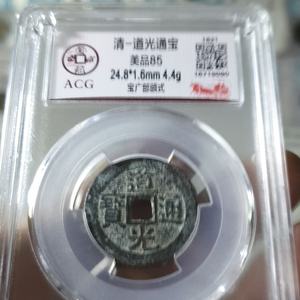 清-道光通宝
美品85
24.8*1.6mm 4.4g
宝广部颁式
ACG
1821
道
寶 通
光